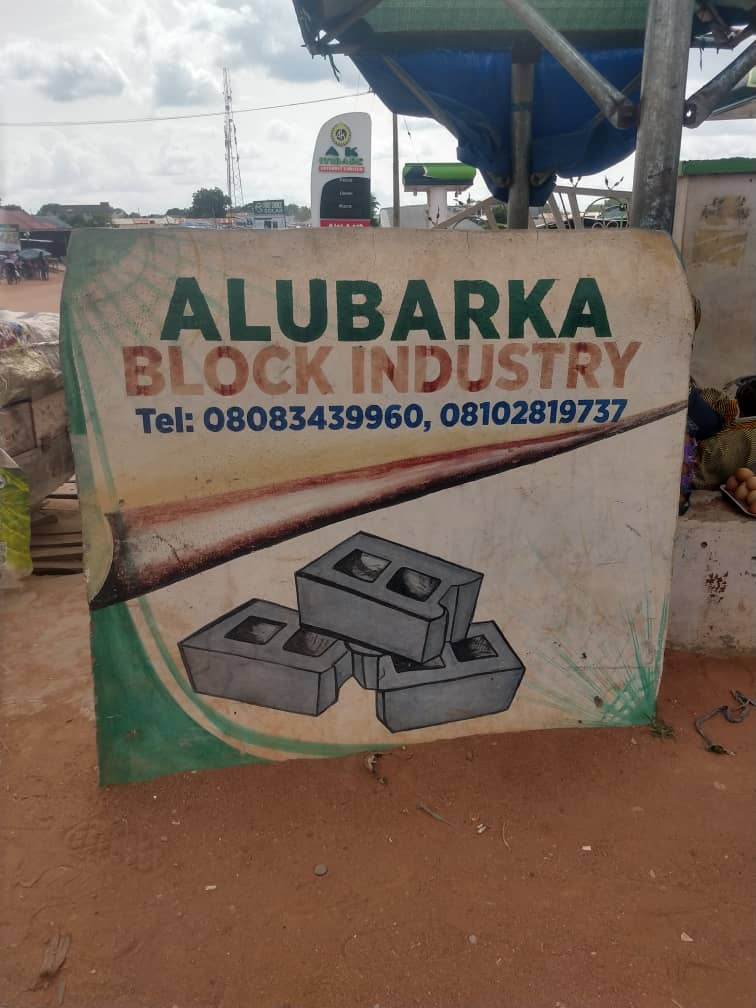 A K
ALUBARKA
BLOCK INDUSTRY
Tel: 08083439960, 08102819737